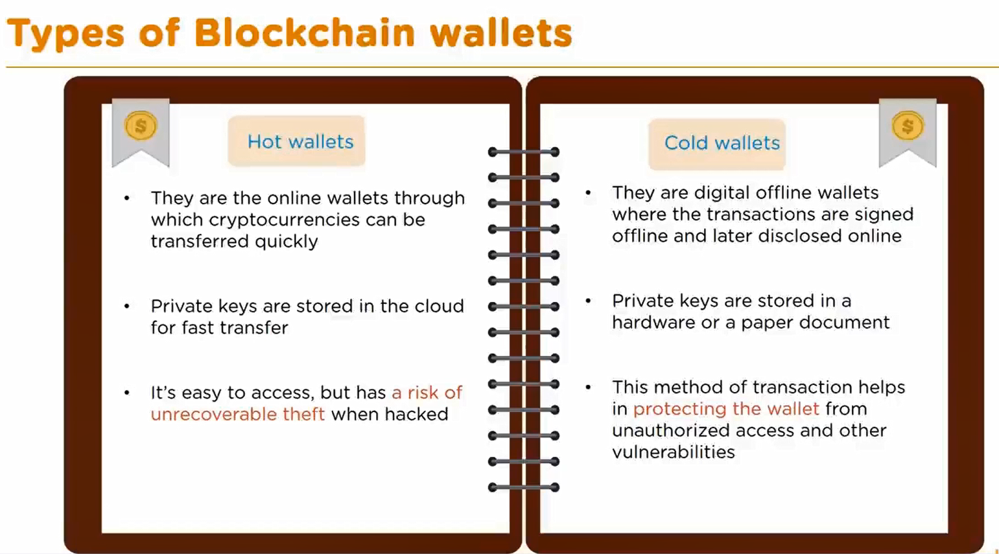 Types of Blockchain wallets
Hot wallets
• They are the online wallets through
which cryptocurrencies can be
transferred quickly
• Private keys are stored in the cloud
for fast transfer
• It's easy to access, but has a risk of
unrecoverable theft when hacked
Cold wallets
• They are digital offline wallets
where the transactions are signed
offline and later disclosed online
• Private keys are stored in a
hardware or a paper document
• This method of transaction helps
in protecting the wallet from
unauthorized access and other
vulnerabilities
$
$